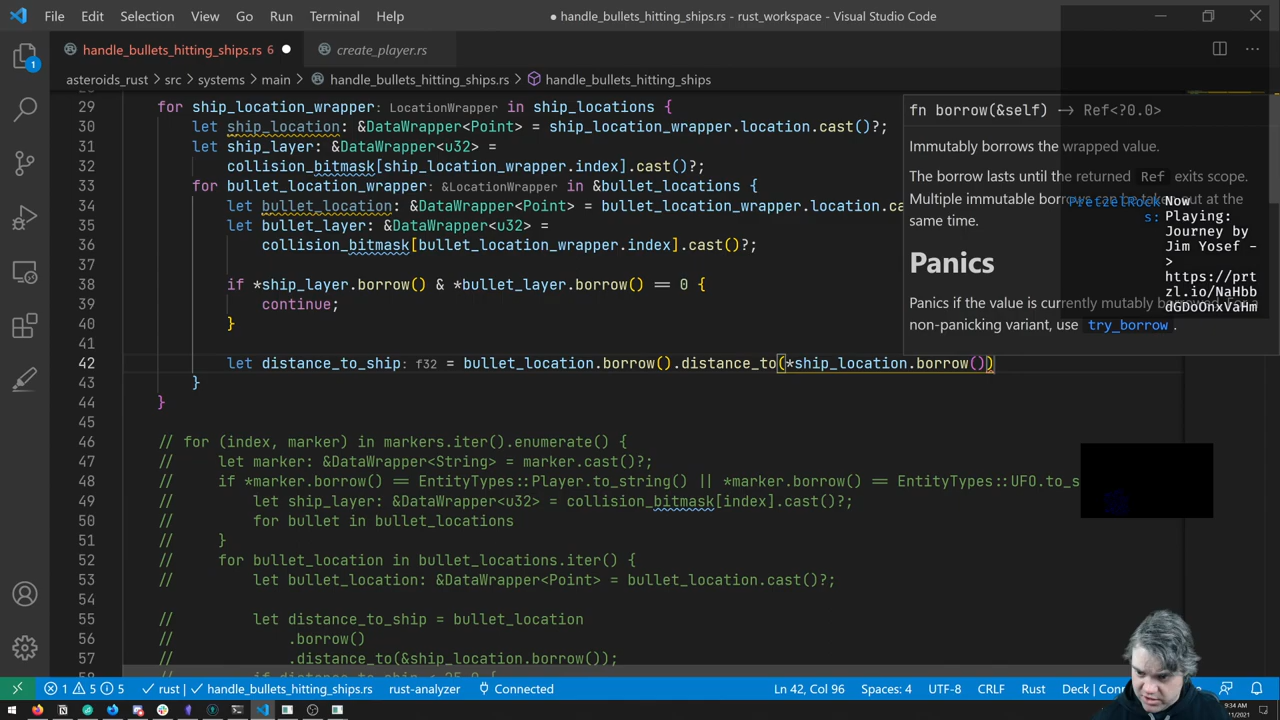 File Edit Selection View Go Run Terminal Help
● handle_bullets_hitting_ships.rs - rust_workspace - Visual Studio Code
handle_bullets_hitting_ships.rs 6 ●
create_player.rs
asteroids_rust > src > systems > main > handle_bullets_hitting_ships.rs > handle_bullets_hitting_ships
29 for ship_location_wrapper: LocationWrapper in ship_locations {
30 let ship_location: &DataWrapper<Point> = ship_location_wrapper.location.cast()?;
31 let ship_layer: &DataWrapper<u32> =
32 collision_bitmask[ship_location_wrapper.index].cast()?;
33 for bullet_location_wrapper: &LocationWrapper in &bullet_locations {
34 let bullet_location: &DataWrapper<Point> = bullet_location_wrapper.location.ca
35 let bullet_layer: &DataWrapper<u32> =
36 collision_bitmask[bullet_location_wrapper.index].cast()?;
37
38 if *ship_layer.borrow() & *bullet_layer.borrow() == 0 {
39 continue;
40 }
41
42 let distance_to_ship: f32 = bullet_location.borrow().distance_to(*ship_location.borrow())
43 }
44 }
45
46 // for (index, marker) in markers.iter().enumerate() {
47 // let marker: &DataWrapper<String> = marker.cast()?;
48 // if *marker.borrow() == EntityTypes::Player.to_string() || *marker.borrow() == EntityTypes::UFO.to_s
49 // let ship_layer: &DataWrapper<u32> = collision_bitmask[index].cast()?;
50 // for bullet in bullet_locations
51 // }
52 // for bullet_location in bullet_locations.iter() {
53 // let bullet_location: &DataWrapper<Point> = bullet_location.cast()?;
54
55 // let distance_to_ship = bullet_location
56 // .borrow()
57 // .distance_to(&ship_location.borrow());
fn borrow(&self) -> Ref<?0.0>
Immutably borrows the wrapped value.
The borrow lasts until the returned Ref exits scope.
Multiple immutable
same time.
Panics
Panics if the value is currently mutably
non-panicking variant, use try_borrow.
PretzelRocks:
Now
Playing:
Journey by
Jim Yosef -
>
https://prt
zl.io/NaHbb
dGDoOnxVaHm
1 5 5 rust | handle_bullets_hitting_ships.rs rust-analyzer Connected Ln 42, Col 96 Spaces: 4 UTF-8 CRLF Rust
1